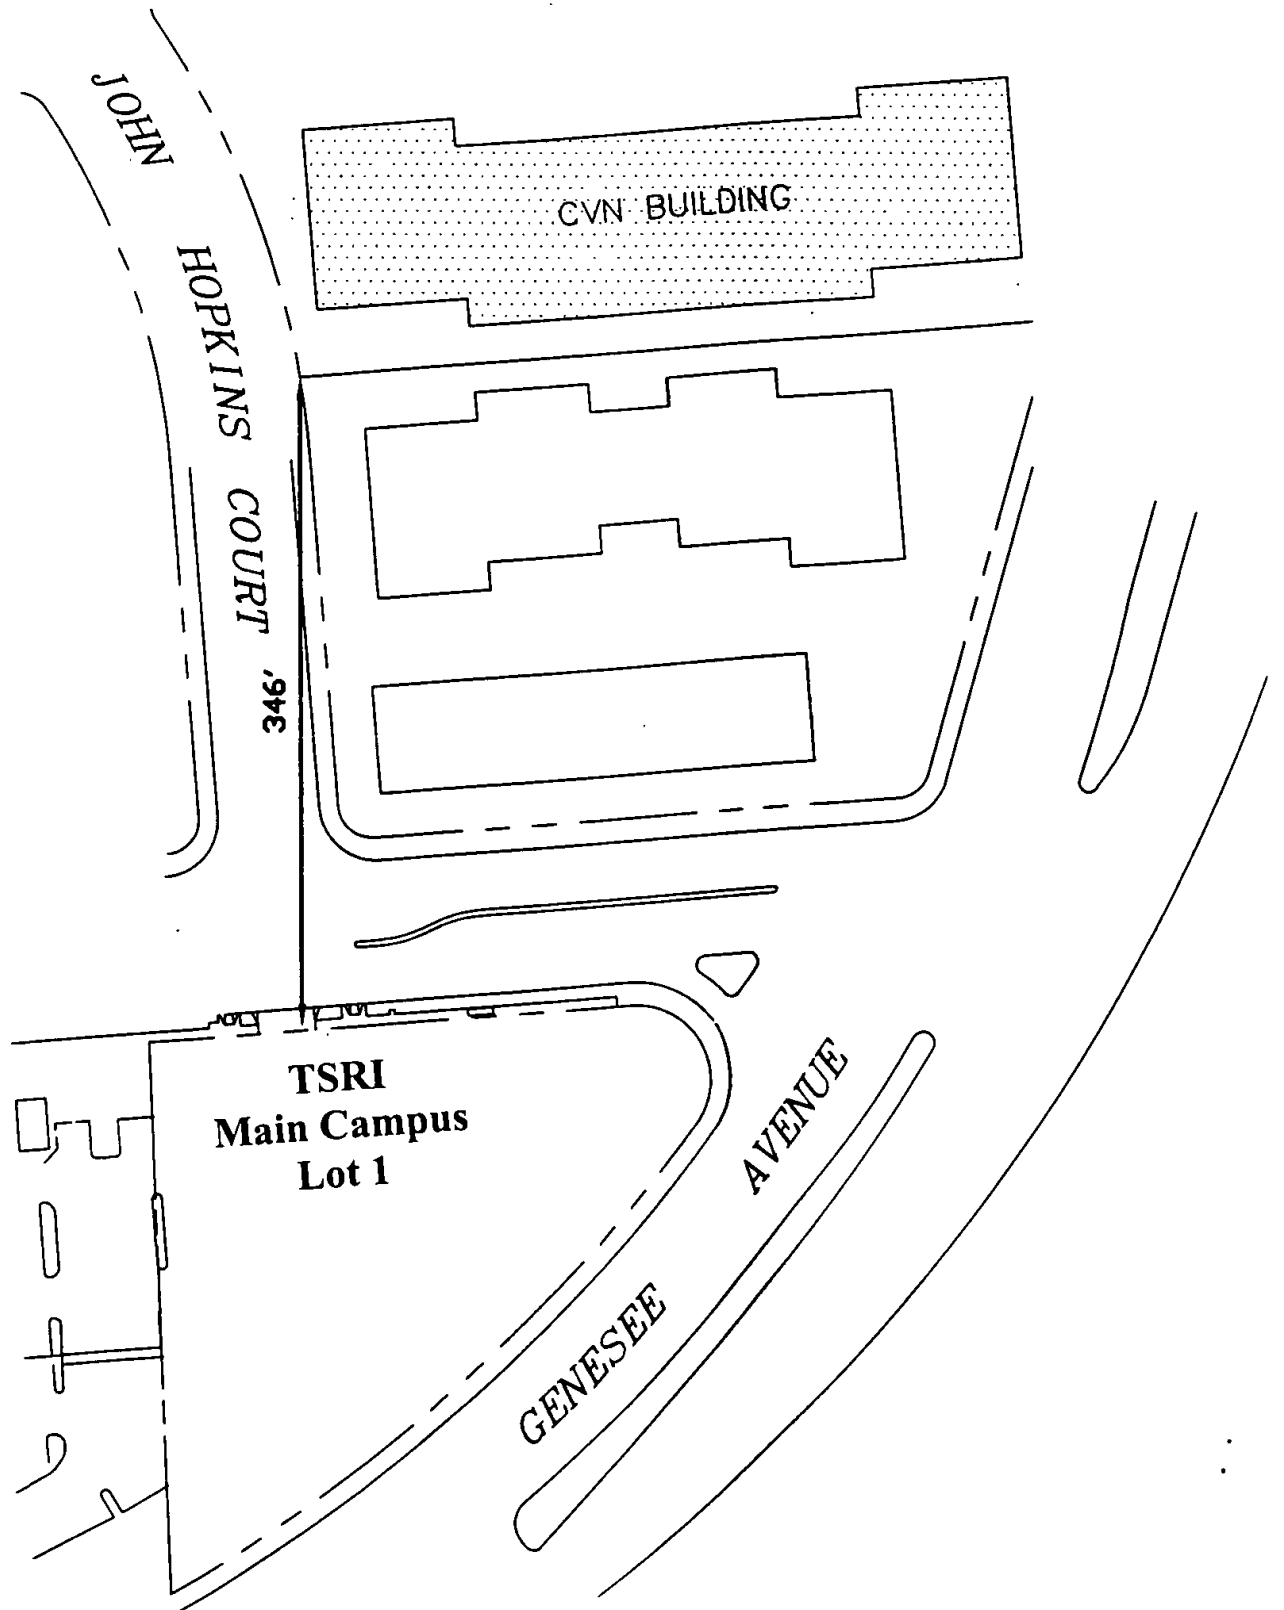 JOHN HOPKINS COURT
CVN BUILDING
346'
TSRI
Main Campus
Lot 1
GENESEE AVENUE